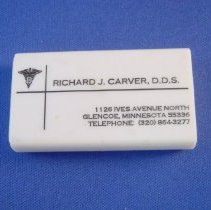 RICHARD J. CARVER, D.D.S.
1126 IVES AVENUE NORTH
GLENCOE, MINNESOTA 55336
TELEPHONE: (320) 864-3277